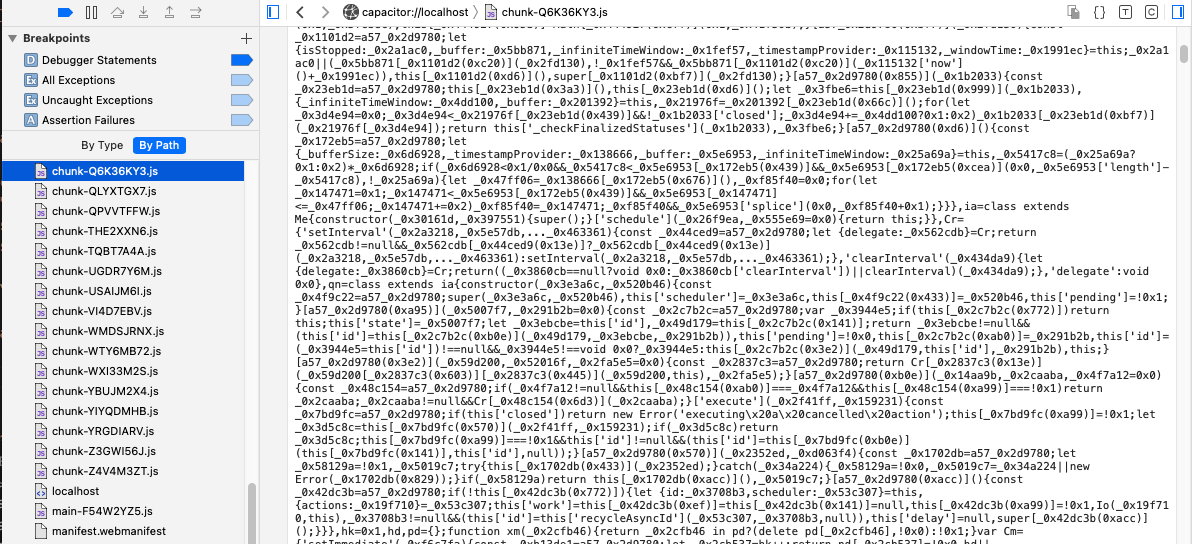 capacitor://localhost
chunk-Q6K36KY3.js
Breakpoints
Debugger Statements
All Exceptions
Uncaught Exceptions
Assertion Failures
By Type
By Path
chunk-Q6K36KY3.js
chunk-QLYXTGX7.js
chunk-QPVVTFFW.js
chunk-THE2XXN6.js
chunk-TQBT7A4A.js
chunk-UGDR7Y6M.js
chunk-USAIJM6I.js
chunk-VI4D7EBV.js
chunk-WMDSJRNX.js
chunk-WTY6MB72.js
chunk-WXI33M2S.js
chunk-YBUJM2X4.js
chunk-YIYQDMHB.js
chunk-YRGDIARV.js
chunk-Z3GWI56J.js
chunk-Z4V4M3ZT.js
localhost
main-F54W2YZ5.js
manifest.webmanifest
_0x1101d2=a57_0x2d9780;let
{isStopped:_0x2a1ac0,_buffer:_0x5bb871,_infiniteTimeWindow:_0x1fef57,_timestampProvider:_0x115132,_windowTime:_0x1991ec}=this;_0x2a1
ac0||(_0x5bb871[_0x1101d2(0xc20)](_0x2fd130),!_0x1fef57&&_0x5bb871[_0x1101d2(0xc20)](_0x115132['now']
()+_0x1991ec)),this[_0x1101d2(0xd6)](),super[_0x1101d2(0xbf7)](_0x2fd130);}[a57_0x2d9780(0x855)](_0x1b2033){const
_0x23eb1d=a57_0x2d9780;this[_0x23eb1d(0x3a3)](),this[_0x23eb1d(0xd6)]();let _0x3fbe6=this[_0x23eb1d(0x999)](_0x1b2033),
{_infiniteTimeWindow:_0x4dd100,_buffer:_0x201392}=this,_0x21976f=_0x201392[_0x23eb1d(0x66c)]();for(let
_0x3d4e94=0x0;_0x3d4e94<_0x21976f[_0x23eb1d(0x439)]&&!_0x1b2033['closed'];_0x3d4e94+=_0x4dd100?0x1:0x2)_0x1b2033[_0x23eb1d(0xbf7)]
(_0x21976f[_0x3d4e94]);return this['_checkFinalizedStatuses'](_0x1b2033),_0x3fbe6;}[a57_0x2d9780(0xd6)](){const
_0x172eb5=a57_0x2d9780;let
{_bufferSize:_0x6d6928,_timestampProvider:_0x138666,_buffer:_0x5e6953,_infiniteTimeWindow:_0x25a69a}=this,_0x5417c8=(_0x25a69a?
0x1:0x2)*_0x6d6928;if(_0x6d6928<0x1/0x0&&_0x5417c8<_0x5e6953[_0x172eb5(0x439)]&&_0x5e6953[_0x172eb5(0xcea)](0x0,_0x5e6953['length']-
_0x5417c8),!_0x25a69a){let _0x47ff06=_0x138666[_0x172eb5(0x676)](),_0xf85f40=0x0;for(let
_0x147471=0x1;_0x147471<_0x5e6953[_0x172eb5(0x439)]&&_0x5e6953[_0x147471]
<=_0x47ff06;_0x147471+=0x2)_0xf85f40=_0x147471;_0xf85f40&&_0x5e6953['splice'](0x0,_0xf85f40+0x1);}}},ia=class extends
Me{constructor(_0x30161d,_0x397551){super();}['schedule'](_0x26f9ea,_0x555e69=0x0){return this;}},Cr=
{'setInterval'(_0x2a3218,_0x5e57db,..._0x463361){const _0x44ced9=a57_0x2d9780;let {delegate:_0x562cdb}=Cr;return
_0x562cdb!=null&&_0x562cdb[_0x44ced9(0x13e)]?_0x562cdb[_0x44ced9(0x13e)]
(_0x2a3218,_0x5e57db,..._0x463361):setInterval(_0x2a3218,_0x5e57db,..._0x463361);},'clearInterval'(_0x434da9){let
{delegate:_0x3860cb}=Cr;return((_0x3860cb==null?void 0x0:_0x3860cb['clearInterval'])||clearInterval)(_0x434da9);},'delegate':void
0x0},qn=class extends ia{constructor(_0x3e3a6c,_0x520b46){const
_0x4f9c22=a57_0x2d9780;super(_0x3e3a6c,_0x520b46),this['scheduler']=_0x3e3a6c,this[_0x4f9c22(0x433)]=_0x520b46,this['pending']=!0x1;
}[a57_0x2d9780(0xa95)](_0x5007f7,_0x291b2b=0x0){const _0x2c7b2c=a57_0x2d9780;var _0x3944e5;if(this[_0x2c7b2c(0x772)])return
this;this['state']=_0x5007f7;let _0x3ebcbe=this['id'],_0x49d179=this[_0x2c7b2c(0x141)];return _0x3ebcbe!=null&&
(this['id']=this[_0x2c7b2c(0xb0e)](_0x49d179,_0x3ebcbe,_0x291b2b)),this['pending']=!0x0,this[_0x2c7b2c(0xab0)]=_0x291b2b,this['id']=
(_0x3944e5=this['id'])!==null&&_0x3944e5!==void 0x0?_0x3944e5:this[_0x2c7b2c(0x3e2)](_0x49d179,this['id'],_0x291b2b),this;}
[a57_0x2d9780(0x3e2)](_0x59d200,_0x52016f,_0x2fa5e5=0x0){const _0x2837c3=a57_0x2d9780;return Cr[_0x2837c3(0x13e)]
(_0x59d200[_0x2837c3(0x603)][_0x2837c3(0x445)](_0x59d200,this),_0x2fa5e5);}[a57_0x2d9780(0xb0e)](_0x14aa9b,_0x2caaba,_0x4f7a12=0x0)
{const _0x48c154=a57_0x2d9780;if(_0x4f7a12!=null&&this[_0x48c154(0xab0)]===_0x4f7a12&&this[_0x48c154(0xa99)]===!0x1)return
_0x2caaba;_0x2caaba!=null&&Cr[_0x48c154(0x6d3)](_0x2caaba);}['execute'](_0x2f41ff,_0x159231){const
_0x7bd9fc=a57_0x2d9780;if(this['closed'])return new Error('executing\x20a\x20cancelled\x20action');this[_0x7bd9fc(0xa99)]=!0x1;let
_0x3d5c8c=this[_0x7bd9fc(0x570)](_0x2f41ff,_0x159231);if(_0x3d5c8c)return
_0x3d5c8c;this[_0x7bd9fc(0xa99)]===!0x1&&this['id']!=null&&(this['id']=this[_0x7bd9fc(0xb0e)]
(this[_0x7bd9fc(0x141)],this['id'],null));}[a57_0x2d9780(0x570)](_0x2352ed,_0xd063f4){const _0x1702db=a57_0x2d9780;let
_0x58129a=!0x1,_0x5019c7;try{this[_0x1702db(0x433)](_0x2352ed);}catch(_0x34a224){_0x58129a=!0x0,_0x5019c7=_0x34a224||new
Error(_0x1702db(0x829));}if(_0x58129a)return this[_0x1702db(0xacc)](),_0x5019c7;}[a57_0x2d9780(0xacc)](){const
_0x42dc3b=a57_0x2d9780;if(!this[_0x42dc3b(0x772)]){let {id:_0x3708b3,scheduler:_0x53c307}=this,
{actions:_0x19f710}=_0x53c307;this['work']=this[_0x42dc3b(0xef)]=this[_0x42dc3b(0x141)]=null,this[_0x42dc3b(0xa99)]=!0x1,Io(_0x19f71
0,this),_0x3708b3!=null&&(this['id']=this['recycleAsyncId'](_0x53c307,_0x3708b3,null)),this['delay']=null,super[_0x42dc3b(0xacc)]
();}}},hk=0x1,hd,pd={};function xm(_0x2cfb46){return _0x2cfb46 in pd?(delete pd[_0x2cfb46],!0x0):!0x1;}var Cm=